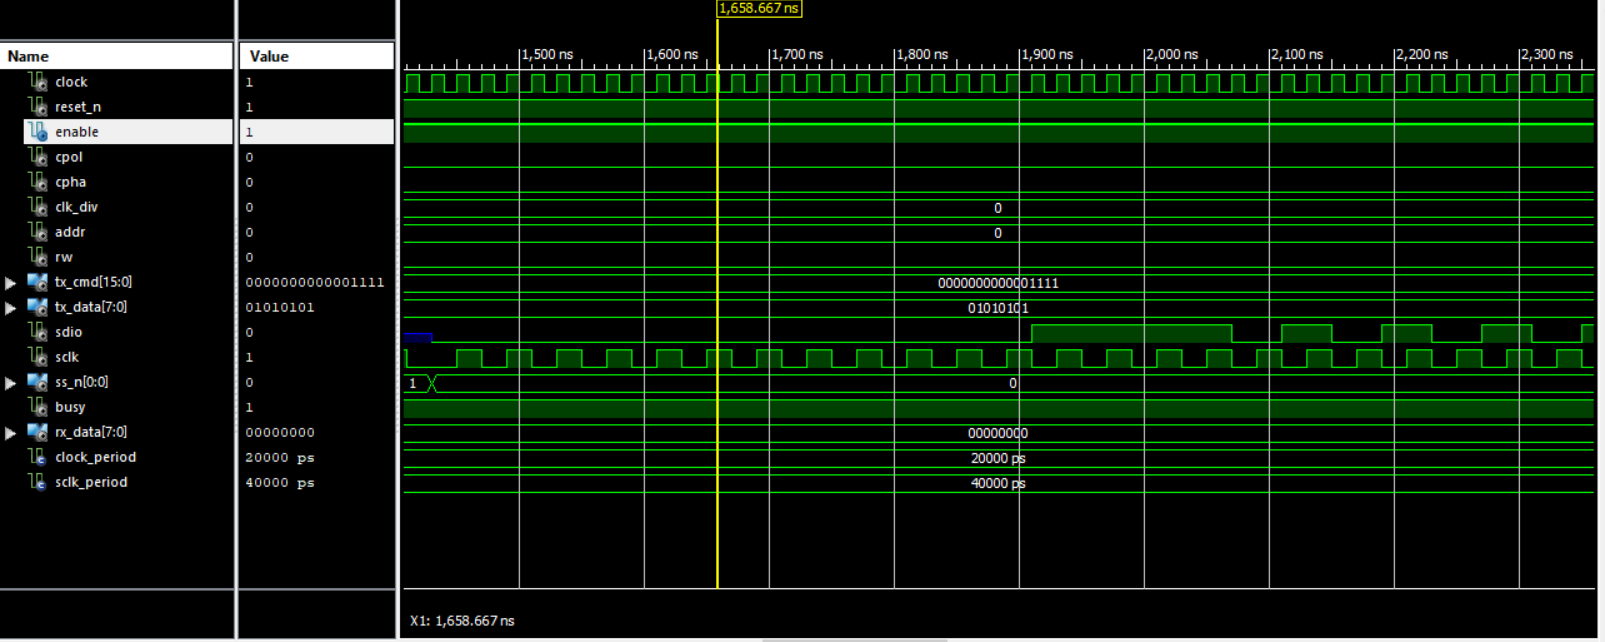 1,658.667 ns
Name Value
1,500 ns 1,600 ns 1,700 ns 1,800 ns 1,900 ns 2,000 ns 2,100 ns 2,200 ns 2,300 ns
clock 1
reset_n 1
enable 1
cpol 0
cpha 0
clk_div 0 0
addr 0 0
rw 0
tx_cmd[15:0] 0000000000001111 0000000000001111
tx_data[7:0] 01010101 01010101
sdio 0
sclk 1
ss_n[0:0] 0 1 0
busy 1
rx_data[7:0] 00000000 00000000
clock_period 20000 ps 20000 ps
sclk_period 40000 ps 40000 ps
X1: 1,658.667 ns